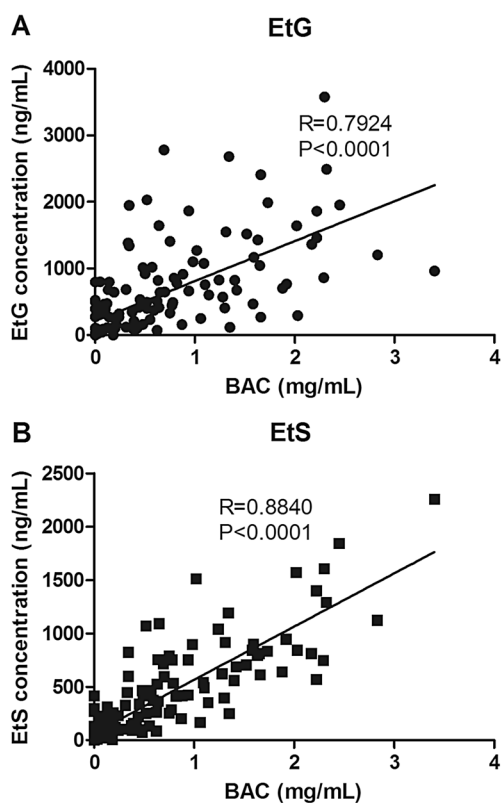 A
EtG
EtG concentration (ng/mL)
4000
3000
2000
1000
0
R=0.7924
P<0.0001
0
1
2
3
4
BAC (mg/mL)
B
EtS
EtS concentration (ng/mL)
2500
2000
1500
1000
500
0
R=0.8840
P<0.0001
0
1
2
3
4
BAC (mg/mL)